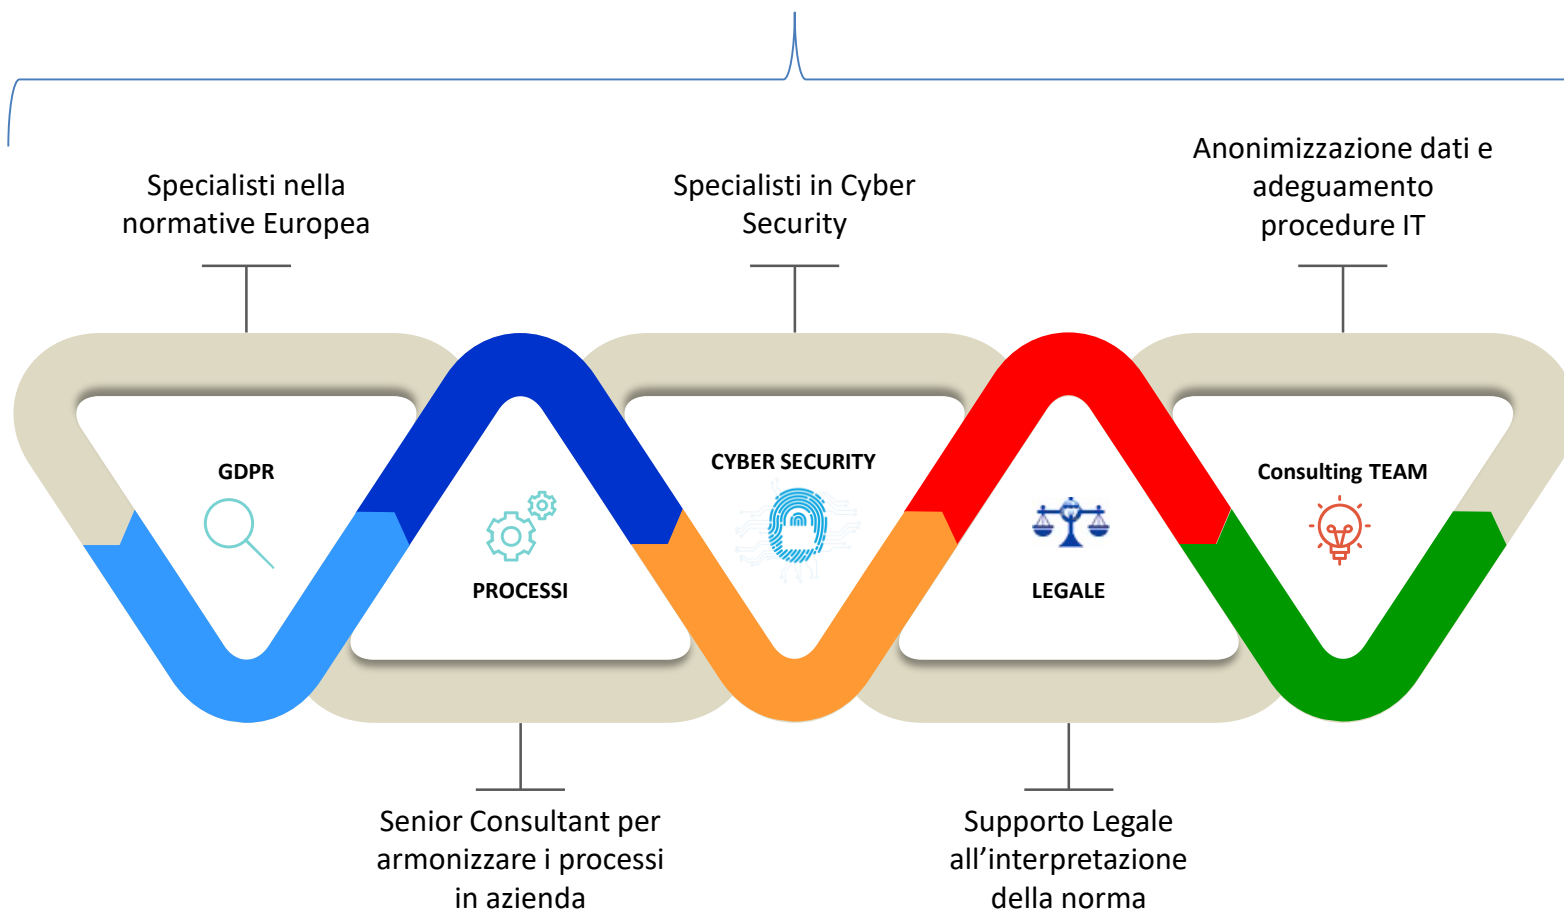 Specialisti nella
normative Europea
Specialisti in Cyber
Security
Anonimizzazione dati e
adeguamento
procedure IT
GDPR
PROCESSI
CYBER SECURITY
LEGALE
Consulting TEAM
Senior Consultant per
armonizzare i processi
in azienda
Supporto Legale
all’interpretazione
della norma